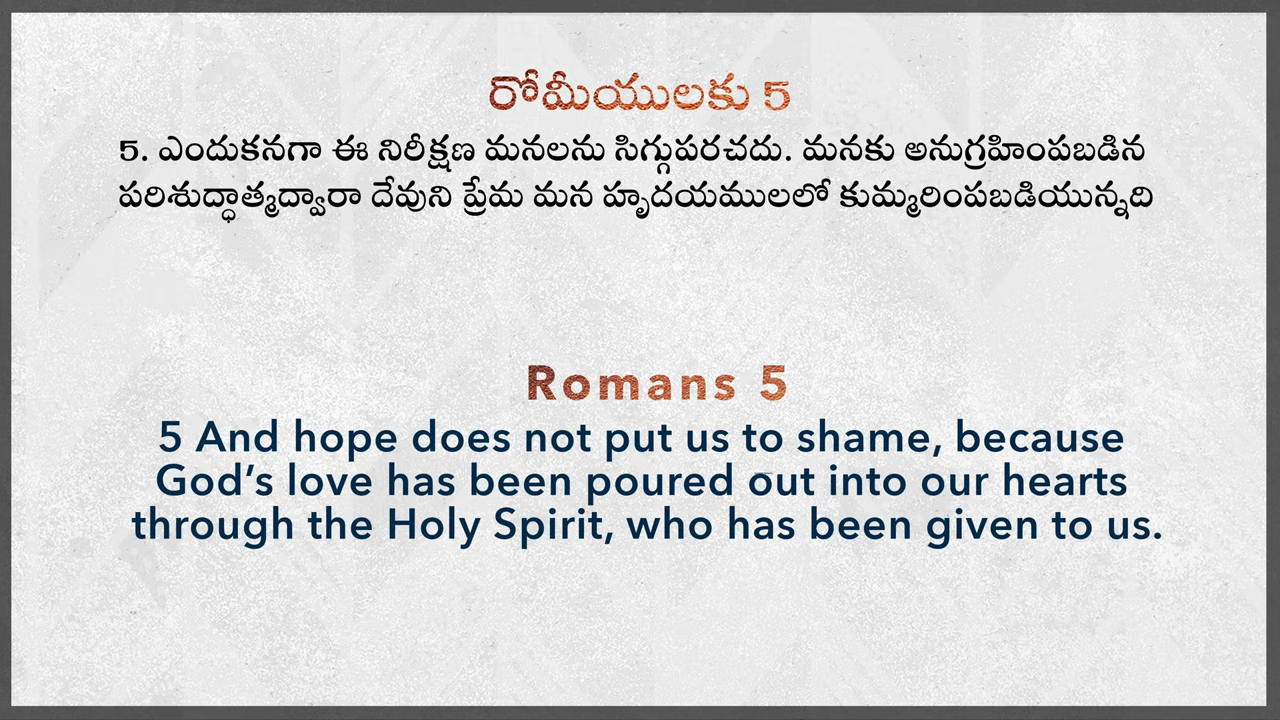 రోమీయులకు 5
5. ఎందుకనగా ఈ నిరీక్షణ మనలను సిగ్గుపరచదు. మనకు అనుగ్రహింపబడిన
పరిశుద్ధాత్మద్వారా దేవుని ప్రేమ మన హృదయములలో కుమ్మరింపబడియున్నది
Romans 5
5 And hope does not put us to shame, because
God‘s love has been poured out into our hearts
through the Holy Spirit, who has been given to us.